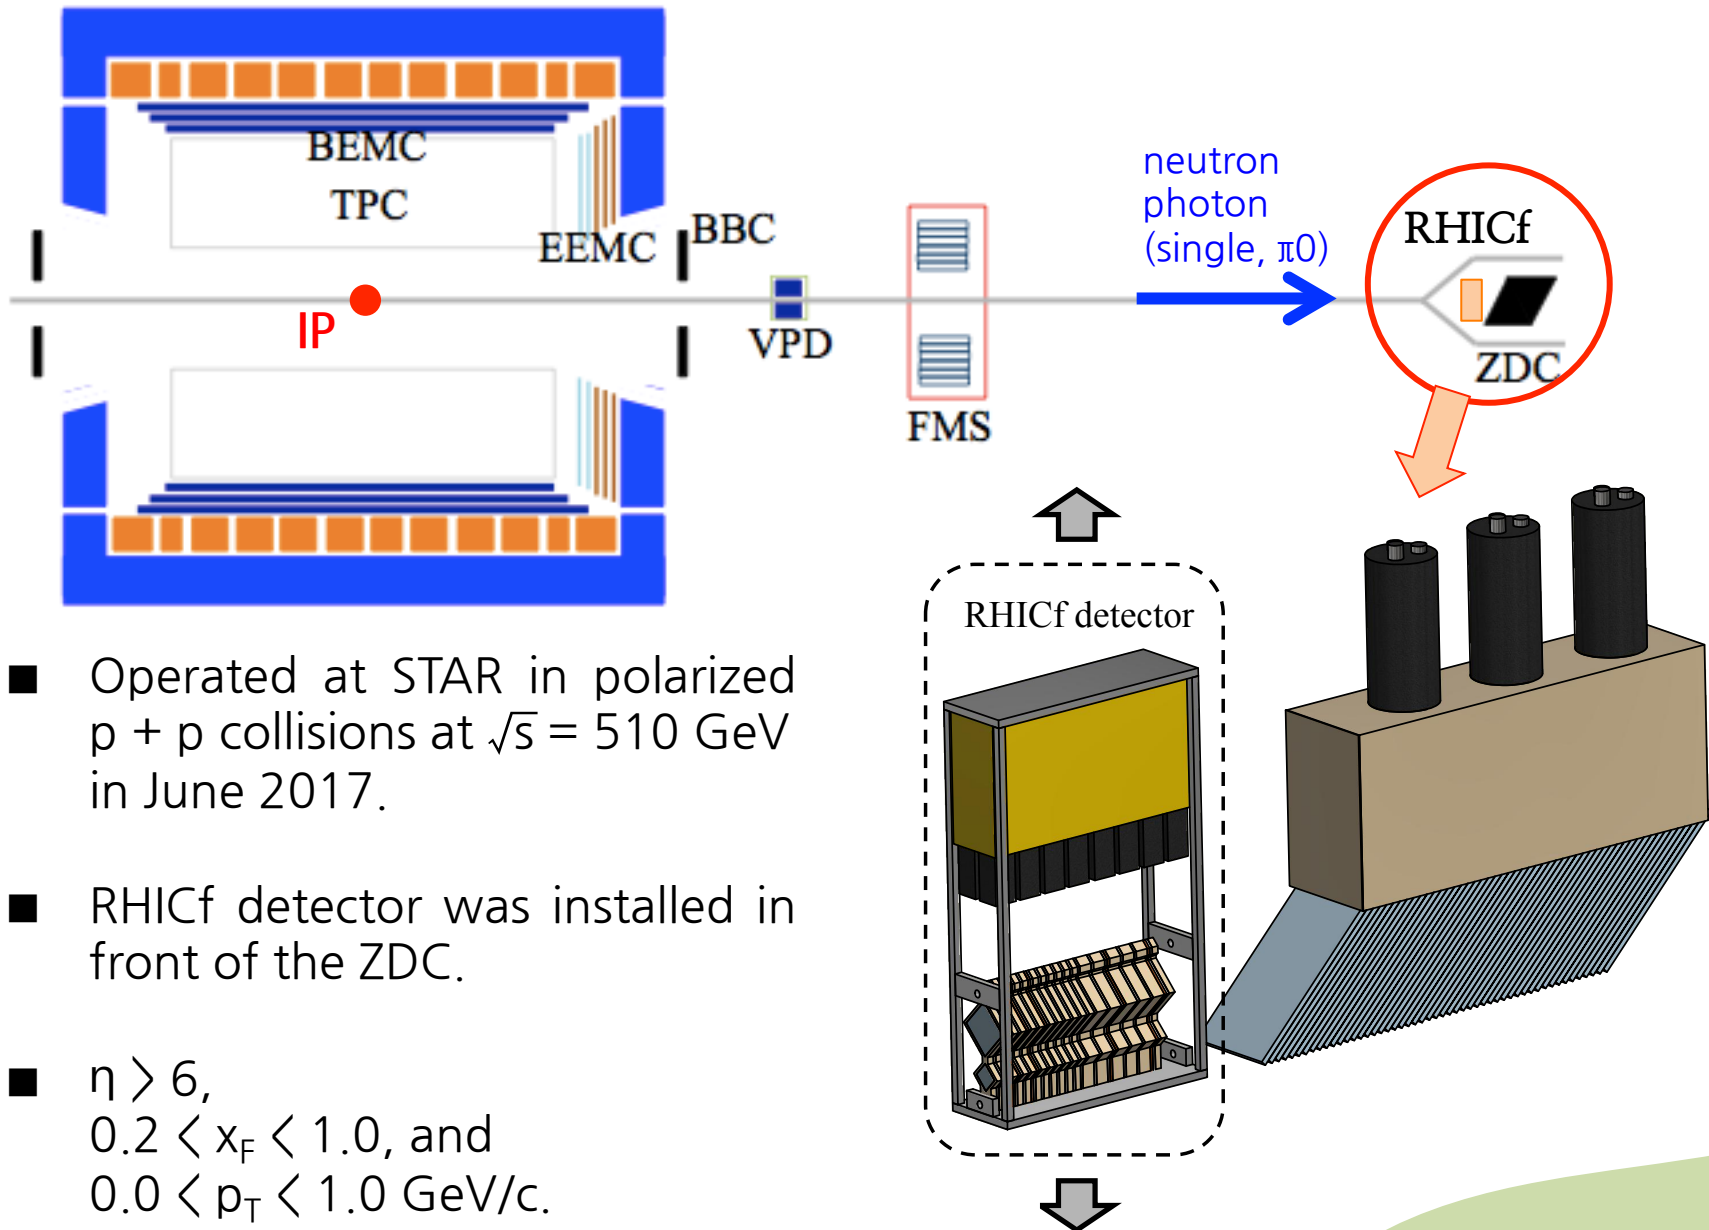 BEMC
TPC
EEMC
BBC
IP
VPD
FMS
neutron
photon
(single, π0)
RHICf
ZDC
RHICf detector
■ Operated at STAR in polarized
p + p collisions at √s = 510 GeV
in June 2017.
■ RHICf detector was installed in
front of the ZDC.
■ η > 6,
0.2 < x_F < 1.0, and
0.0 < p_T < 1.0 GeV/c.